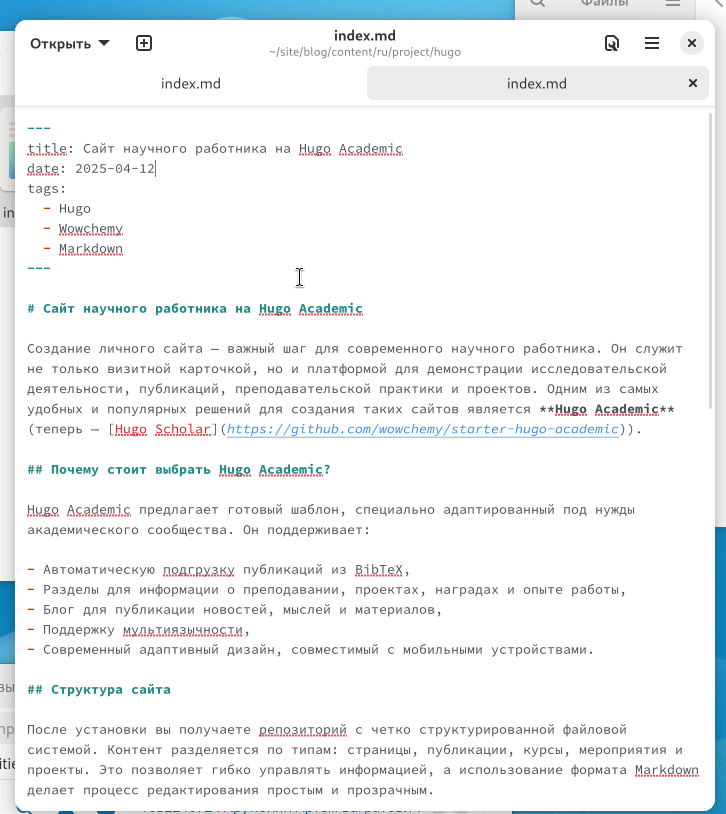 Файлы
Открыть
index.md
~/site/blog/content/ru/project/hugo
index.md
index.md
---
title: Сайт научного работника на Hugo Academic
date: 2025-04-12
tags:
- Hugo
- Wowchemy
- Markdown
---
# Сайт научного работника на Hugo Academic
Создание личного сайта — важный шаг для современного научного работника. Он служит
не только визитной карточкой, но и платформой для демонстрации исследовательской
деятельности, публикаций, преподавательской практики и проектов. Одним из самых
удобных и популярных решений для создания таких сайтов является **Hugo Academic**
(теперь — [Hugo Scholar](https://github.com/wowchemy/starter-hugo-academic)).
## Почему стоит выбрать Hugo Academic?
Hugo Academic предлагает готовый шаблон, специально адаптированный под нужды
академического сообщества. Он поддерживает:
- Автоматическую подгрузку публикаций из BibTeX,
- Разделы для информации о преподавании, проектах, наградах и опыте работы,
- Блог для публикации новостей, мыслей и материалов,
- Поддержку мультиязычности,
- Современный адаптивный дизайн, совместимый с мобильными устройствами.
## Структура сайта
После установки вы получаете репозиторий с четко структурированной файловой
системой. Контент разделяется по типам: страницы, публикации, курсы, мероприятия и
проекты. Это позволяет гибко управлять информацией, а использование формата Markdown
делает процесс редактирования простым и прозрачным.